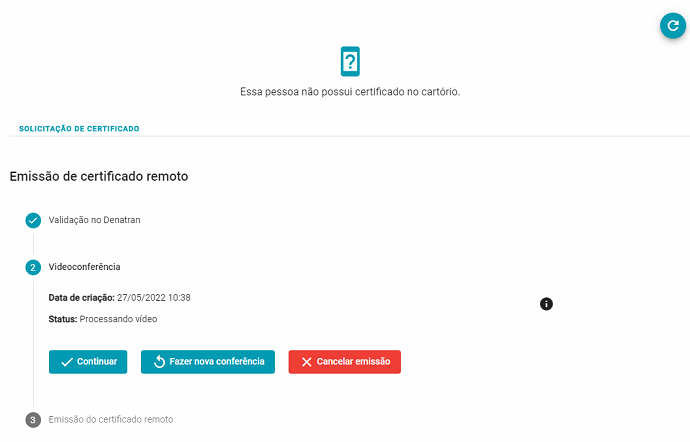 Essa pessoa não possui certificado no cartório.
SOLICITAÇÃO DE CERTIFICADO
Emissão de certificado remoto
Validação no Denatran
2 Videoconferência
Data de criação: 27/05/2022 10:38
Status: Processando vídeo
Continuar Fazer nova conferência Cancelar emissão
3 Emissão do certificado remoto